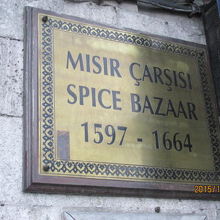 MISIR ÇARŞISI
SPICE BAZAAR
1597 - 1664